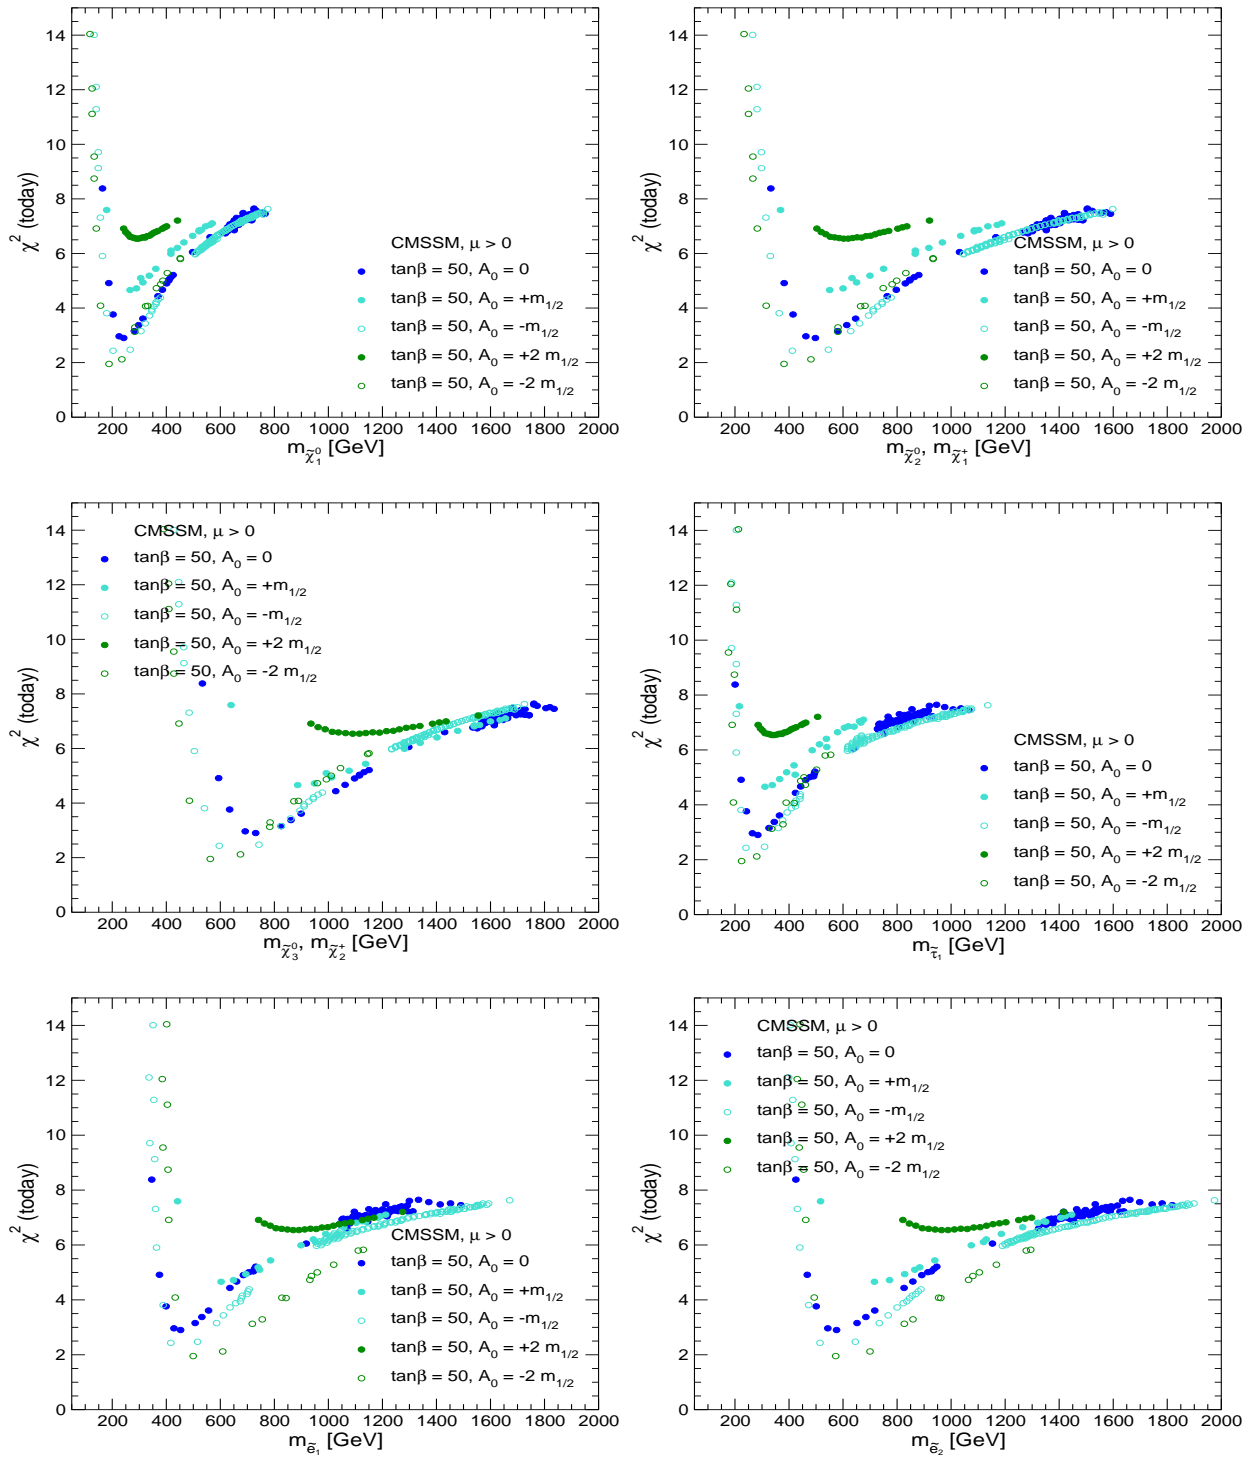 14
12
10
8
6
4
2
0
χ² (today)
CMSSM, μ > 0
tanβ = 50, A₀ = 0
tanβ = 50, A₀ = +m₁/₂
tanβ = 50, A₀ = -m₁/₂
tanβ = 50, A₀ = +2 m₁/₂
tanβ = 50, A₀ = -2 m₁/₂
200 400 600 800 1000 1200 1400 1600 1800 2000
m_χ̃₁⁰ [GeV]
14
12
10
8
6
4
2
0
χ² (today)
CMSSM, μ > 0
tanβ = 50, A₀ = 0
tanβ = 50, A₀ = +m₁/₂
tanβ = 50, A₀ = -m₁/₂
tanβ = 50, A₀ = +2 m₁/₂
tanβ = 50, A₀ = -2 m₁/₂
200 400 600 800 1000 1200 1400 1600 1800 2000
m_χ̃₂⁰, m_χ̃₁⁺ [GeV]
14
12
10
8
6
4
2
0
χ² (today)
CMSSM, μ > 0
tanβ = 50, A₀ = 0
tanβ = 50, A₀ = +m₁/₂
tanβ = 50, A₀ = -m₁/₂
tanβ = 50, A₀ = +2 m₁/₂
tanβ = 50, A₀ = -2 m₁/₂
200 400 600 800 1000 1200 1400 1600 1800 2000
m_χ̃₃⁰, m_χ̃₂⁺ [GeV]
14
12
10
8
6
4
2
0
χ² (today)
CMSSM, μ > 0
tanβ = 50, A₀ = 0
tanβ = 50, A₀ = +m₁/₂
tanβ = 50, A₀ = -m₁/₂
tanβ = 50, A₀ = +2 m₁/₂
tanβ = 50, A₀ = -2 m₁/₂
200 400 600 800 1000 1200 1400 1600 1800 2000
m_τ̃₁ [GeV]
14
12
10
8
6
4
2
0
χ² (today)
CMSSM, μ > 0
tanβ = 50, A₀ = 0
tanβ = 50, A₀ = +m₁/₂
tanβ = 50, A₀ = -m₁/₂
tanβ = 50, A₀ = +2 m₁/₂
tanβ = 50, A₀ = -2 m₁/₂
200 400 600 800 1000 1200 1400 1600 1800 2000
m_ẽ₁ [GeV]
14
12
10
8
6
4
2
0
χ² (today)
CMSSM, μ > 0
tanβ = 50, A₀ = 0
tanβ = 50, A₀ = +m₁/₂
tanβ = 50, A₀ = -m₁/₂
tanβ = 50, A₀ = +2 m₁/₂
tanβ = 50, A₀ = -2 m₁/₂
200 400 600 800 1000 1200 1400 1600 1800 2000
m_ẽ₂ [GeV]